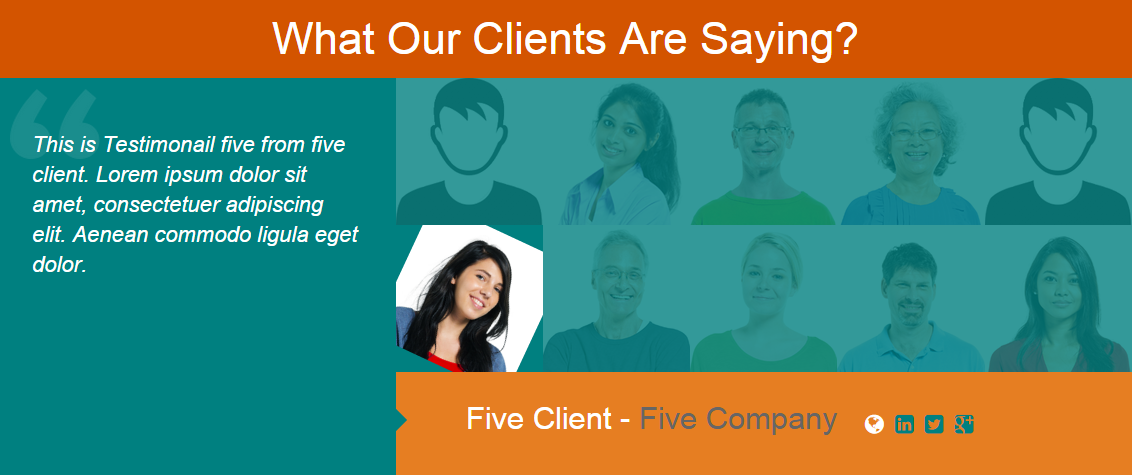 What Our Clients Are Saying?
This is Testimonail five from five
client. Lorem ipsum dolor sit
amet, consectetuer adipiscing
elit. Aenean commodo ligula eget
dolor.
Five Client - Five Company